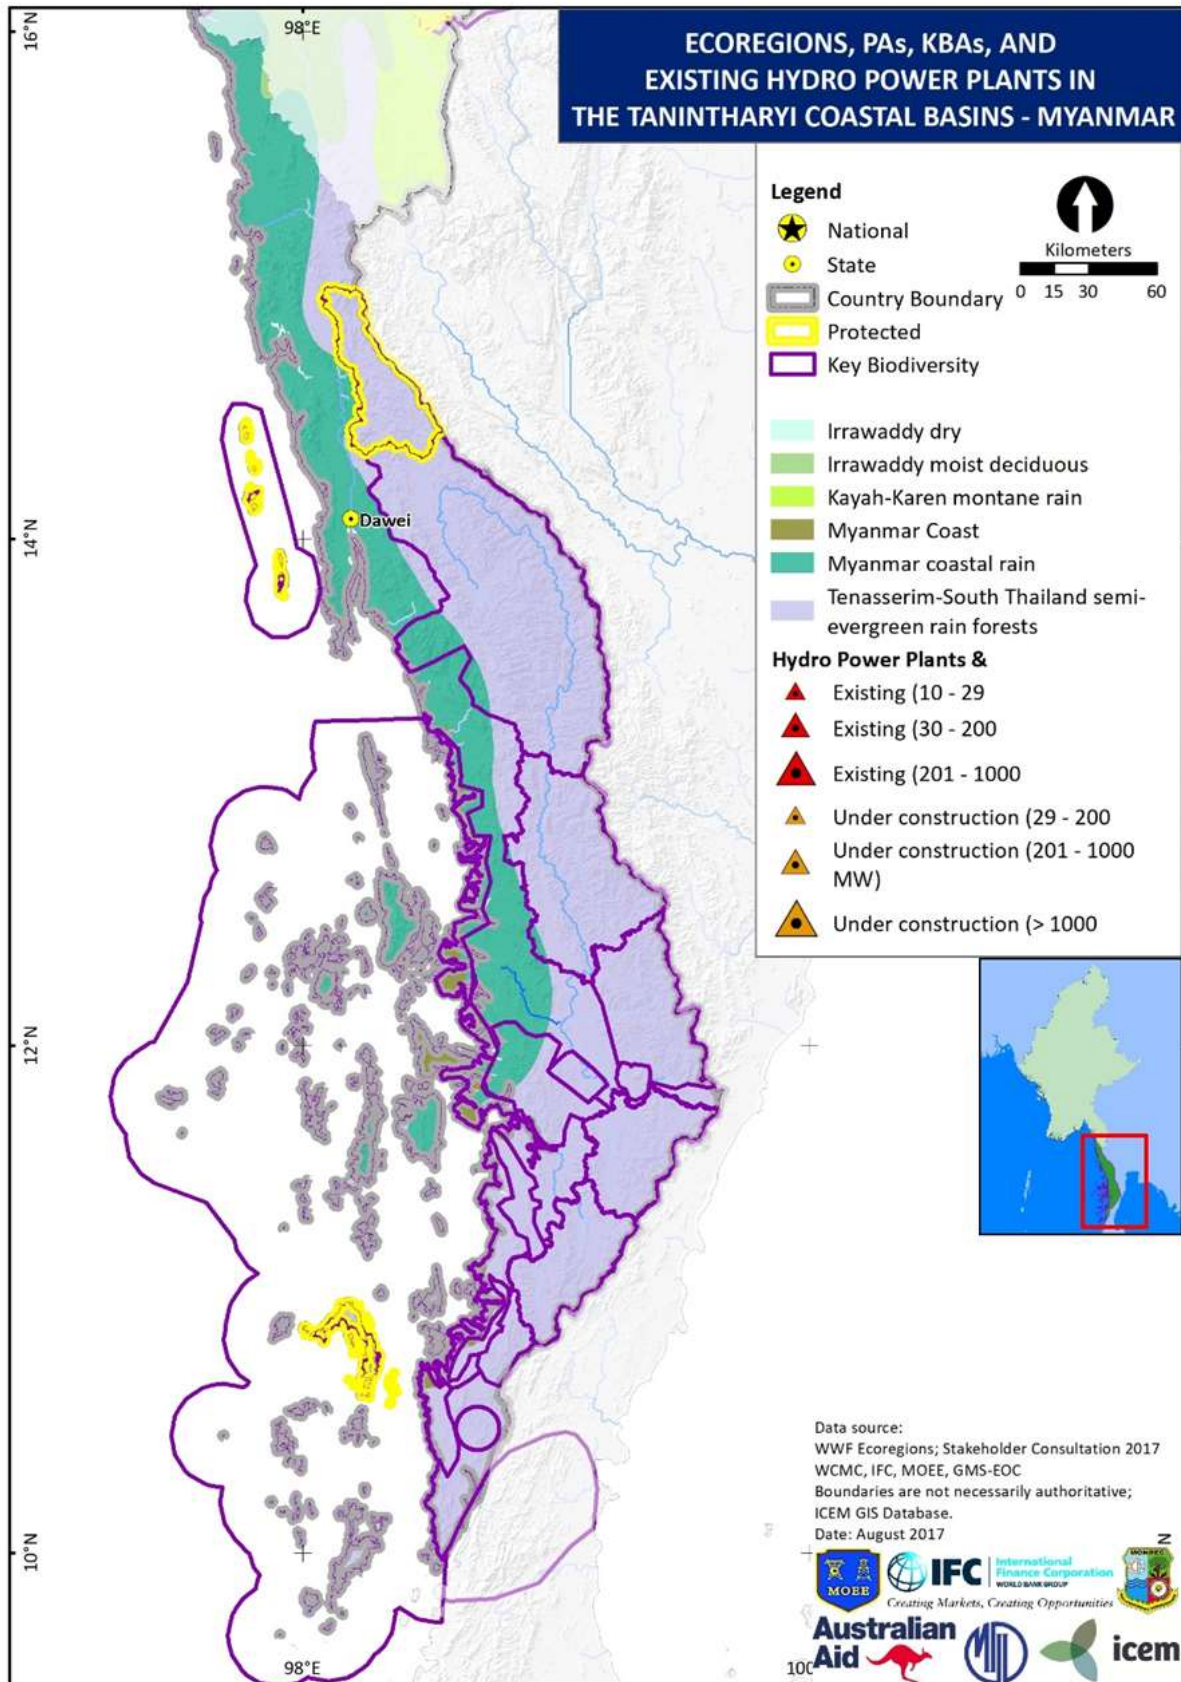 ECOREGIONS, PAs, KBAs, AND
EXISTING HYDRO POWER PLANTS IN
THE TANINTHARYI COASTAL BASINS - MYANMAR
16°N
98°E
Legend
National
State
Country Boundary
Protected
Key Biodiversity
Kilometers
0 15 30 60
Irrawaddy dry
Irrawaddy moist deciduous
Kayah-Karen montane rain
Myanmar Coast
Myanmar coastal rain
Tenasserim-South Thailand semi-
evergreen rain forests
Hydro Power Plants &
Existing (10 - 29
Existing (30 - 200
Existing (201 - 1000
Under construction (29 - 200
Under construction (201 - 1000
MW)
Under construction (> 1000
14°N
Dawei
12°N
10°N
98°E
100
Data source:
WWF Ecoregions; Stakeholder Consultation 2017
WCMC, IFC, MOEE, GMS-EOC
Boundaries are not necessarily authoritative;
ICEM GIS Database.
Date: August 2017
N
MOEE
IFC
International
Finance Corporation
WORLD BANK GROUP
Creating Markets, Creating Opportunities
Australian
Aid
icem